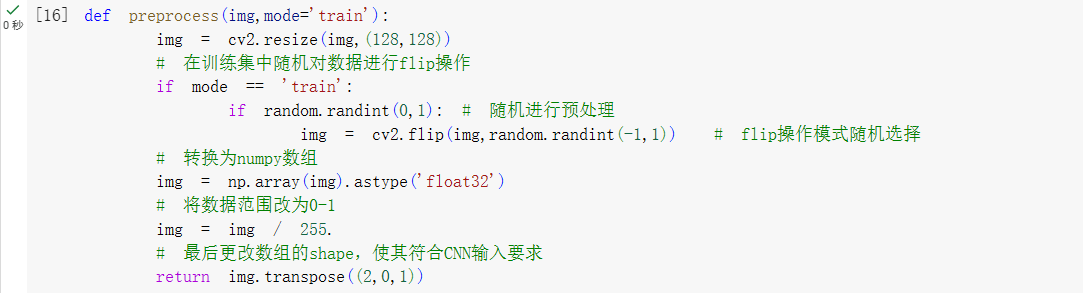 0 秒
[16] def preprocess(img,mode='train'):
img = cv2.resize(img,(128,128))
# 在训练集中随机对数据进行flip操作
if mode == 'train':
if random.randint(0,1): # 随机进行预处理
img = cv2.flip(img,random.randint(-1,1)) # flip操作模式随机选择
# 转换为numpy数组
img = np.array(img).astype('float32')
# 将数据范围改为0-1
img = img / 255.
# 最后更改数组的shape，使其符合CNN输入要求
return img.transpose((2,0,1))